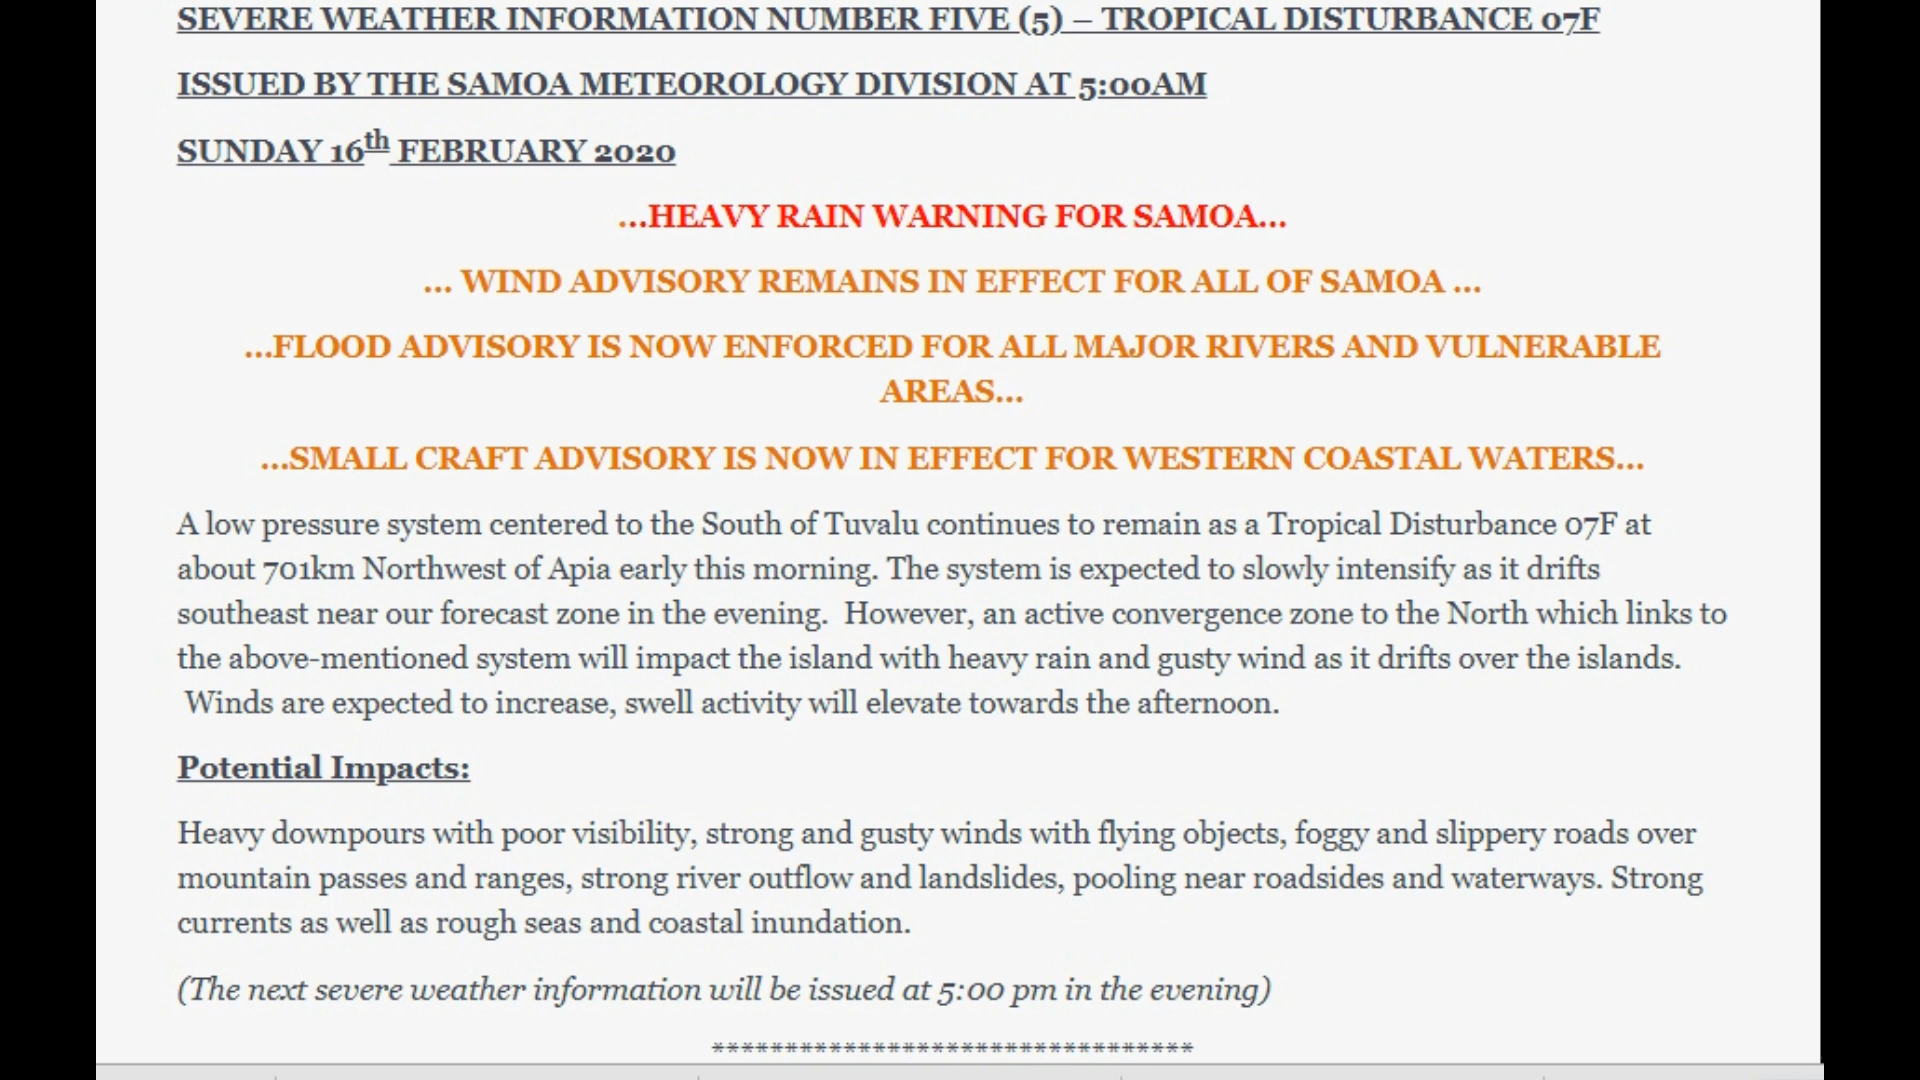 SEVERE WEATHER INFORMATION NUMBER FIVE (5) – TROPICAL DISTURBANCE 07F
ISSUED BY THE SAMOA METEOROLOGY DIVISION AT 5:00AM
SUNDAY 16th FEBRUARY 2020
...HEAVY RAIN WARNING FOR SAMOA...
... WIND ADVISORY REMAINS IN EFFECT FOR ALL OF SAMOA ...
...FLOOD ADVISORY IS NOW ENFORCED FOR ALL MAJOR RIVERS AND VULNERABLE
AREAS...
...SMALL CRAFT ADVISORY IS NOW IN EFFECT FOR WESTERN COASTAL WATERS...
A low pressure system centered to the South of Tuvalu continues to remain as a Tropical Disturbance 07F at
about 701km Northwest of Apia early this morning. The system is expected to slowly intensify as it drifts
southeast near our forecast zone in the evening.  However, an active convergence zone to the North which links to
the above-mentioned system will impact the island with heavy rain and gusty wind as it drifts over the islands.
Winds are expected to increase, swell activity will elevate towards the afternoon.
Potential Impacts:
Heavy downpours with poor visibility, strong and gusty winds with flying objects, foggy and slippery roads over
mountain passes and ranges, strong river outflow and landslides, pooling near roadsides and waterways. Strong
currents as well as rough seas and coastal inundation.
(The next severe weather information will be issued at 5:00 pm in the evening)
*********************************